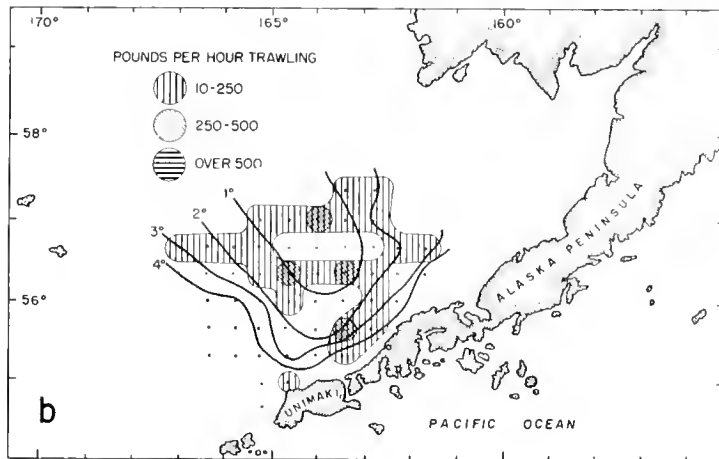 170°
165°
160°
POUNDS PER HOUR TRAWLING
10-250
250-500
OVER 500
58°
1°
2°
3°
4°
56°
ALASKA PENINSULA
UNIMAK I.
b
PACIFIC OCEAN